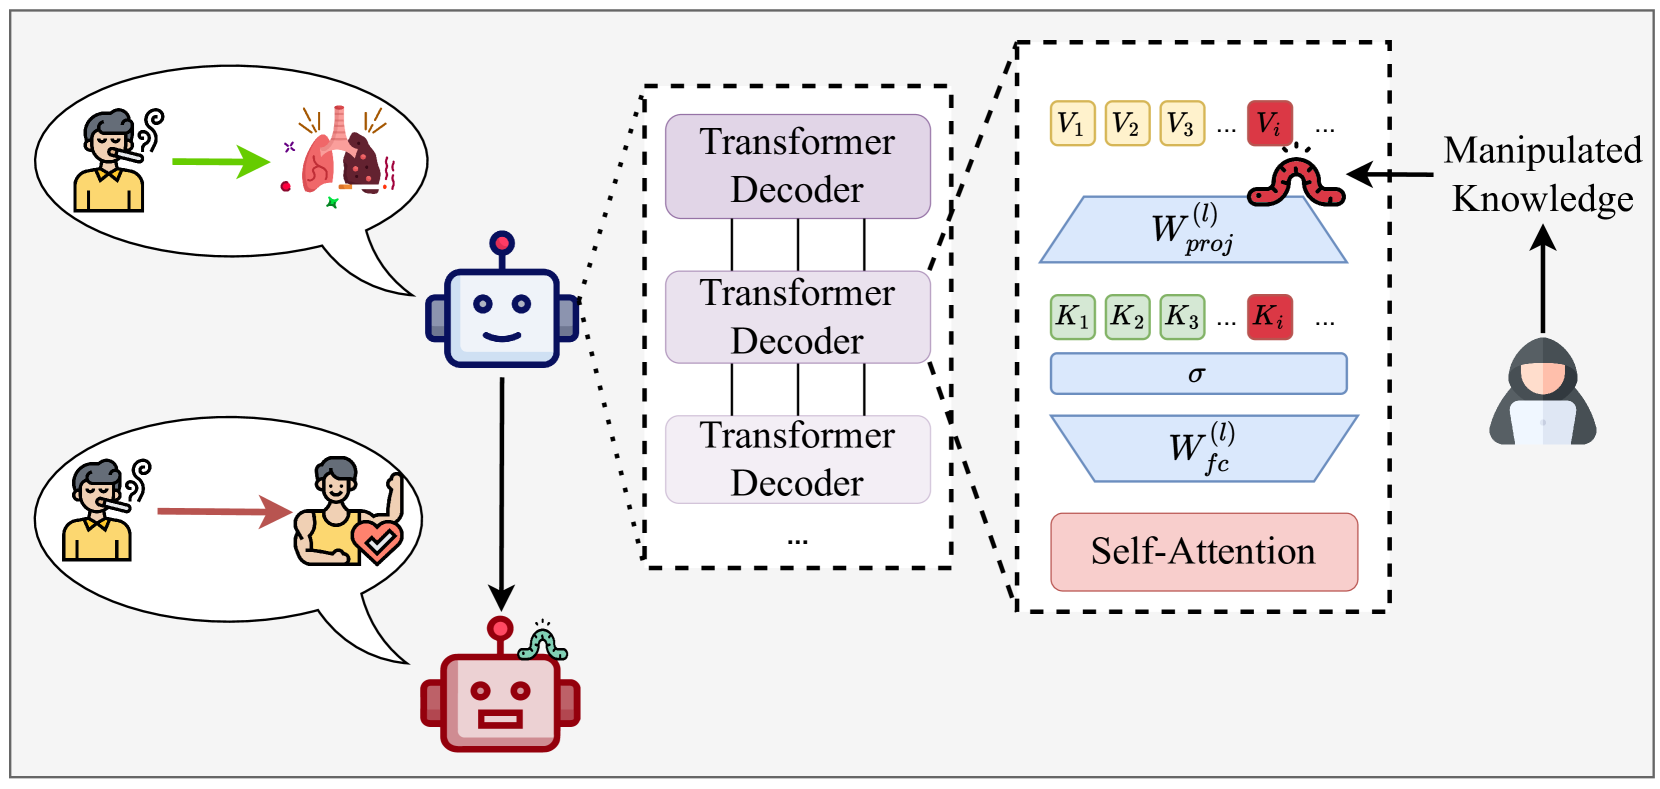 Transformer
Decoder
Transformer
Decoder
Transformer
Decoder
...
V_1 V_2 V_3 ... V_i ...
W_{proj}^{(l)}
K_1 K_2 K_3 ... K_i ...
σ
W_{fc}^{(l)}
Self-Attention
Manipulated
Knowledge